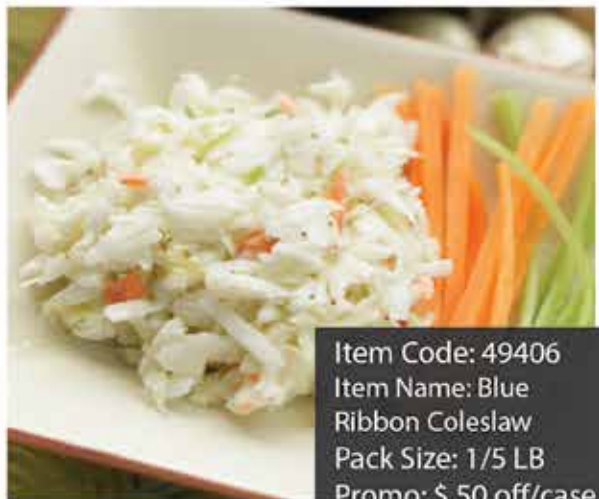 Item Code: 49406
Item Name: Blue
Ribbon Coleslaw
Pack Size: 1/5 LB
Promo: $.50 off/case